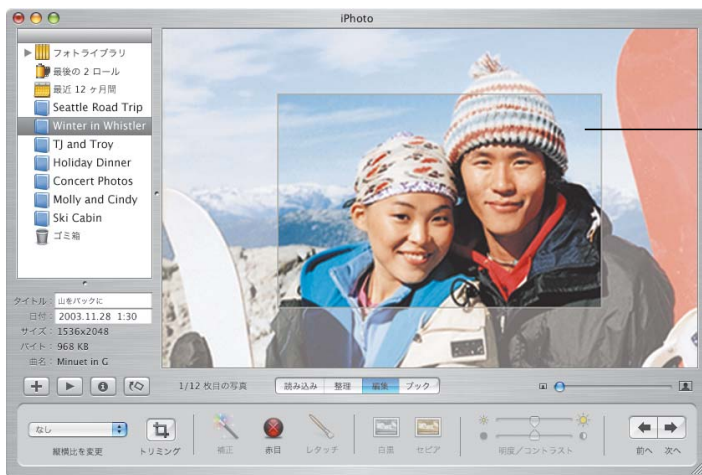 iPhoto
フォトライブラリ
最後の 2 ロール
最近 12 ヶ月間
Seattle Road Trip
Winter in Whistler
TJ and Troy
Holiday Dinner
Concert Photos
Molly and Cindy
Ski Cabin
ゴミ箱
タイトル： 山をバックに
日付： 2003.11.28 1:30
サイズ： 1536x2048
バイト： 968 KB
曲名： Minuet in G
1/12 枚目の写真
読み込み 整理 編集 ブック
なし
縦横比を変更
トリミング
補正
赤目
レタッチ
白黒
セピア
明度／コントラスト
前へ 次へ